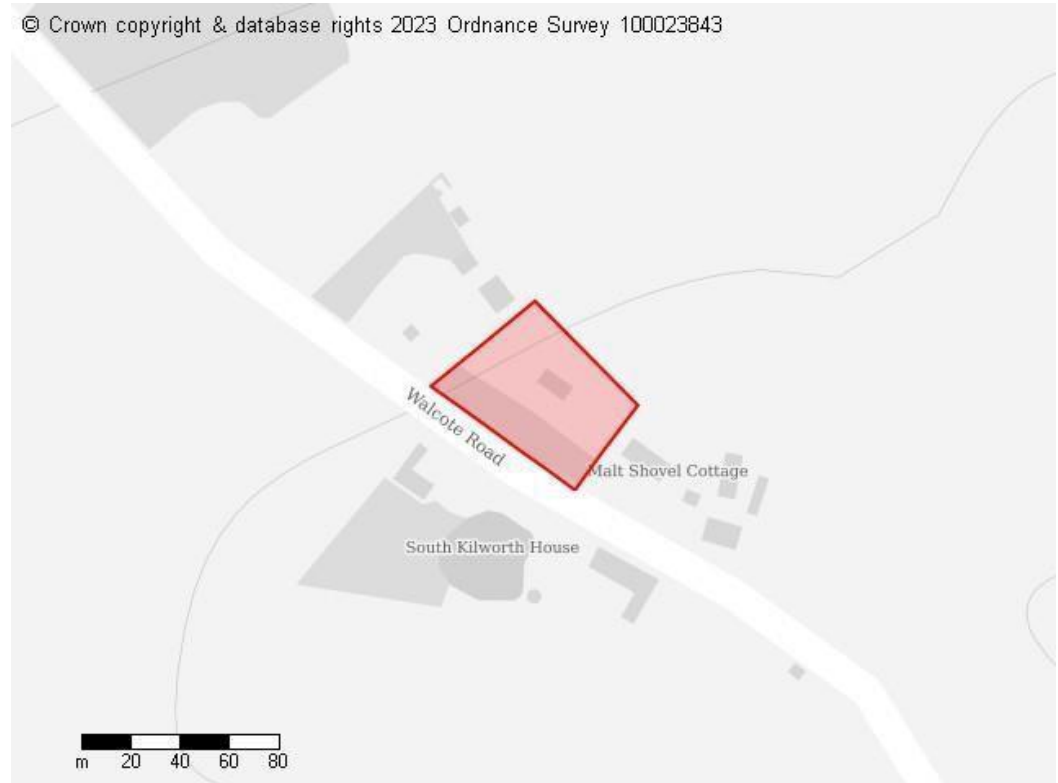 © Crown copyright & database rights 2023 Ordnance Survey 100023843
Walcote Road
Malt Shovel Cottage
South Kilworth House
m 20 40 60 80